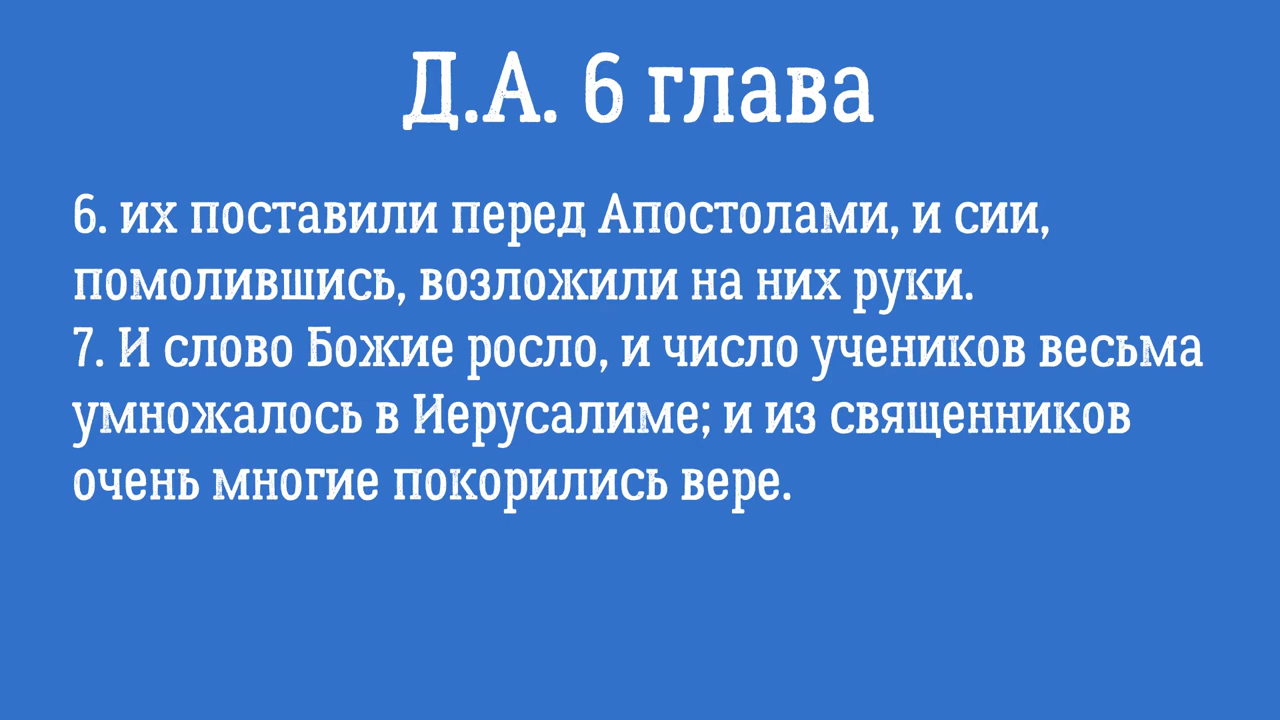 Д.А. 6 глава
6. их поставили перед Апостолами, и сии,
помолившись, возложили на них руки.
7. И слово Божие росло, и число учеников весьма
умножалось в Иерусалиме; и из священников
очень многие покорились вере.